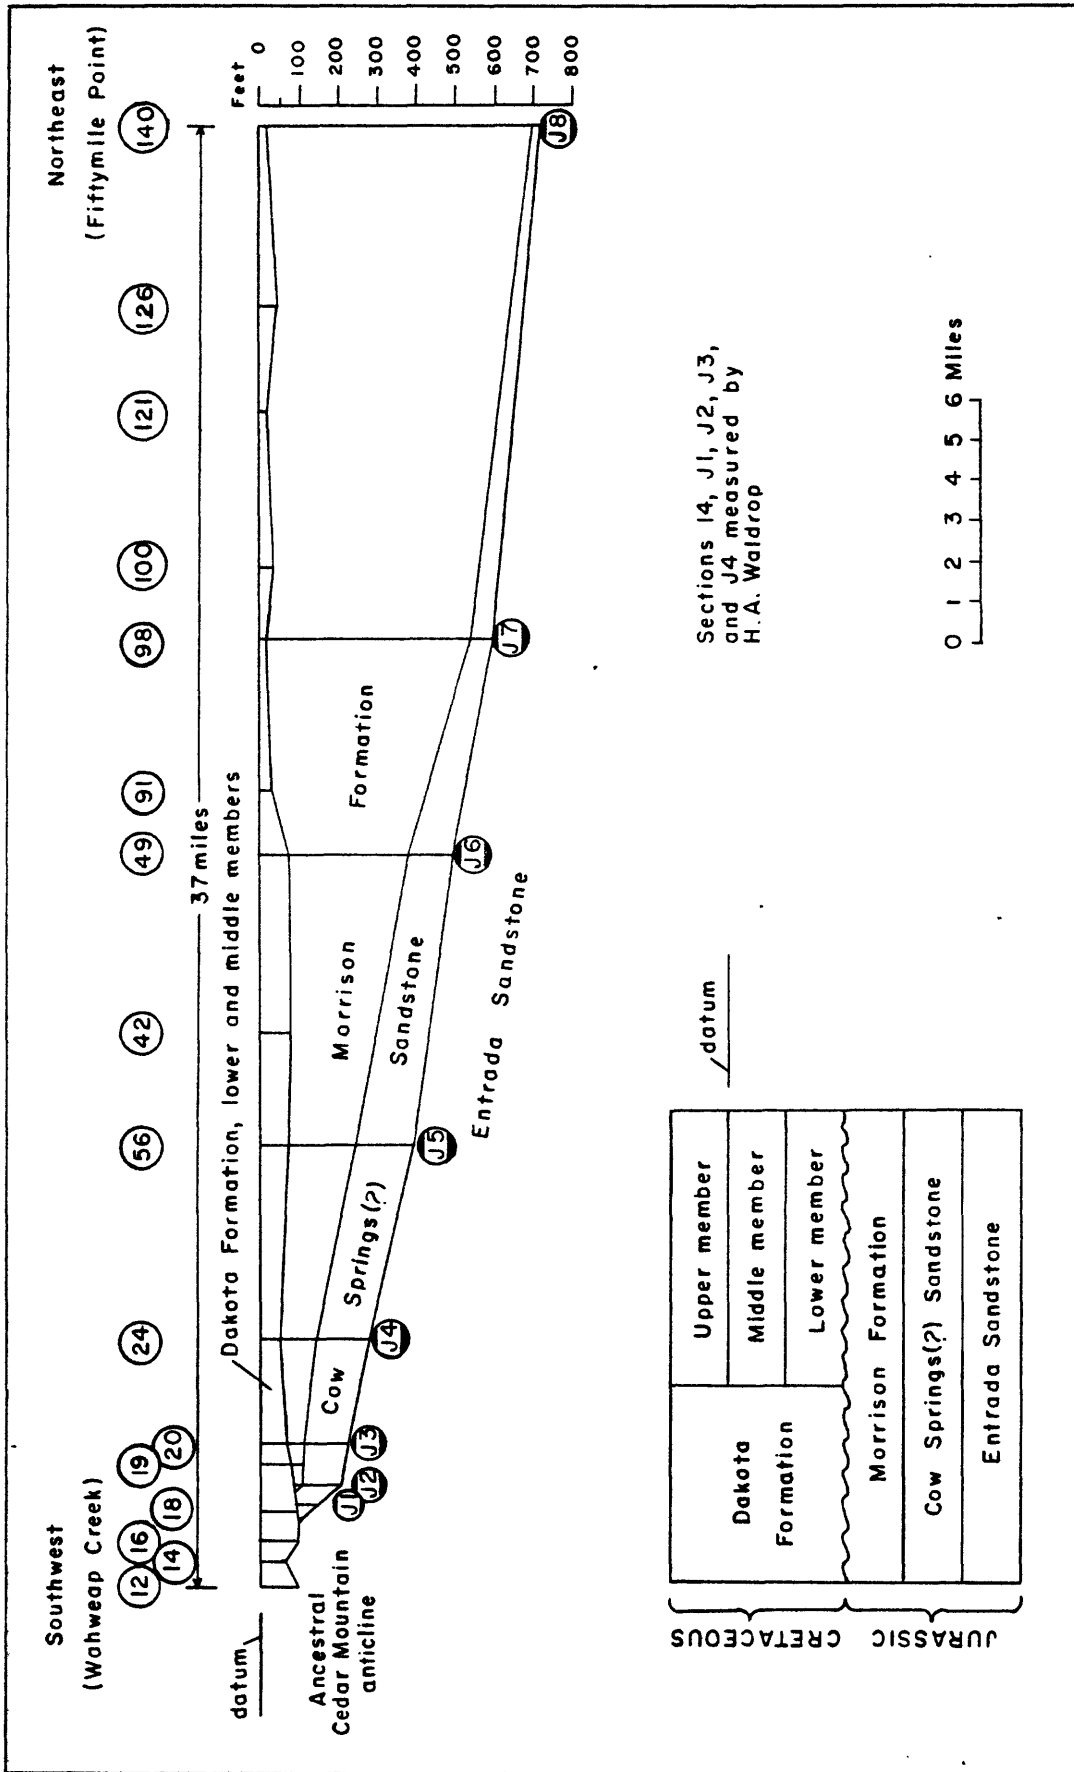 Southwest
(Wahweap Creek)
Northeast
(Fiftymile Point)
12
14
16
18
19
20
24
56
42
49
91
98
100
121
126
140
37 miles
Dakota Formation, lower and middle members
datum
Feet
0
100
200
300
400
500
600
700
800
Ancestral
Cedar Mountain
anticline
Morrison
Formation
Cow
Springs(?)
Sandstone
Entrada Sandstone
J1
J2
J3
J4
J5
J6
J7
J8
CRETACEOUS
JURASSIC
Dakota
Formation
Upper member
Middle member
Lower member
Morrison Formation
Cow Springs(?) Sandstone
Entrada Sandstone
datum
Sections 14, J1, J2, J3,
and J4 measured by
H.A. Waldrop
0 1 2 3 4 5 6 Miles